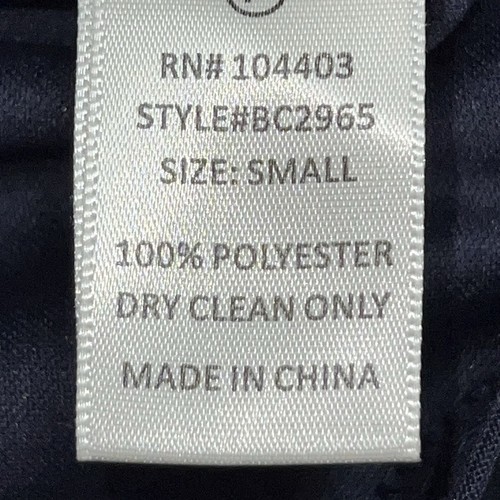 RN# 104403
STYLE#BC2965
SIZE: SMALL
100% POLYESTER
DRY CLEAN ONLY
MADE IN CHINA